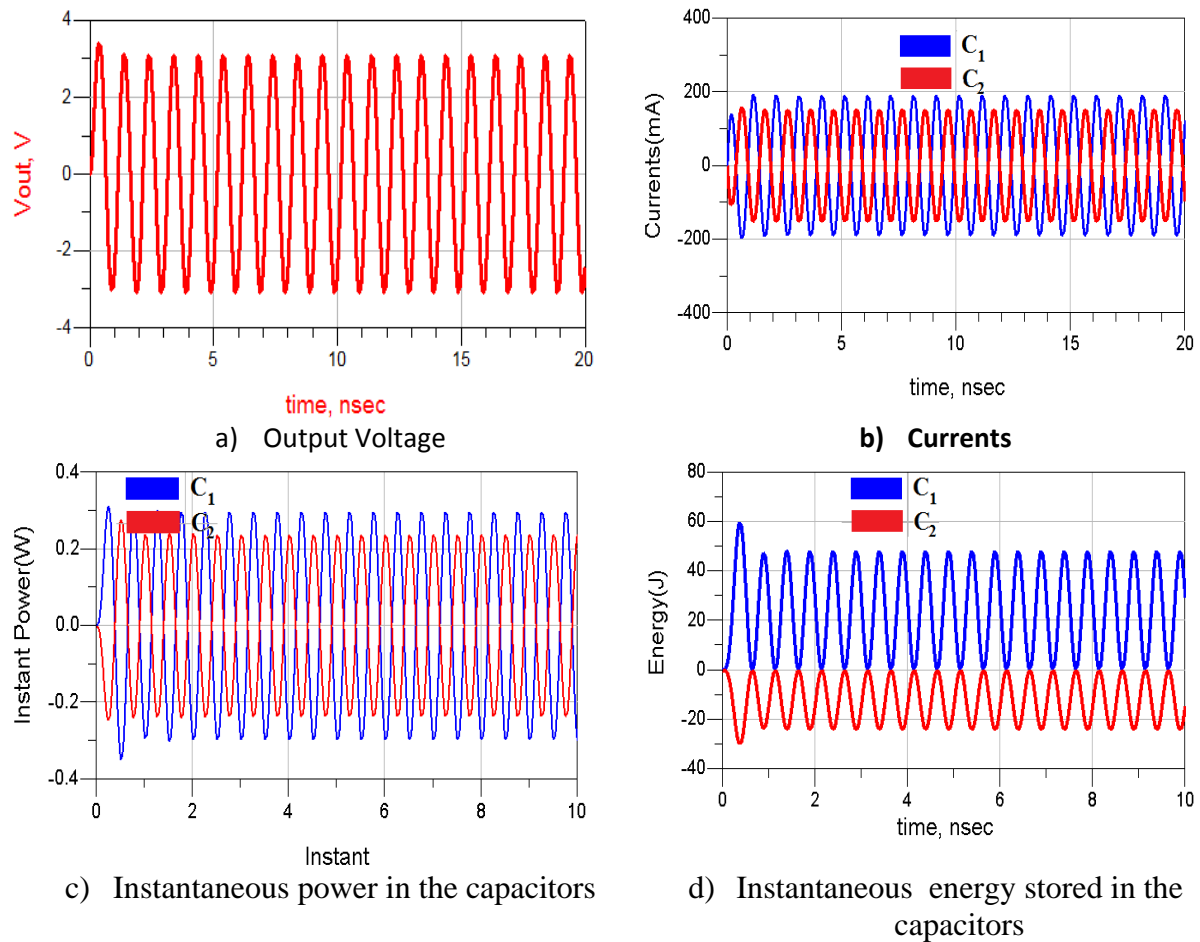 4
2
0
-2
-4
Vout, V
0
5
10
15
20
time, nsec
a) Output Voltage
400
200
0
-200
-400
Currents(mA)
C1
C2
0
5
10
15
20
time, nsec
b) Currents
0.4
0.2
0.0
-0.2
-0.4
Instant Power(W)
C1
C2
0
2
4
6
8
10
Instant
c) Instantaneous power in the capacitors
80
60
40
20
0
-20
-40
Energy(J)
C1
C2
0
2
4
6
8
10
time, nsec
d) Instantaneous energy stored in the
capacitors